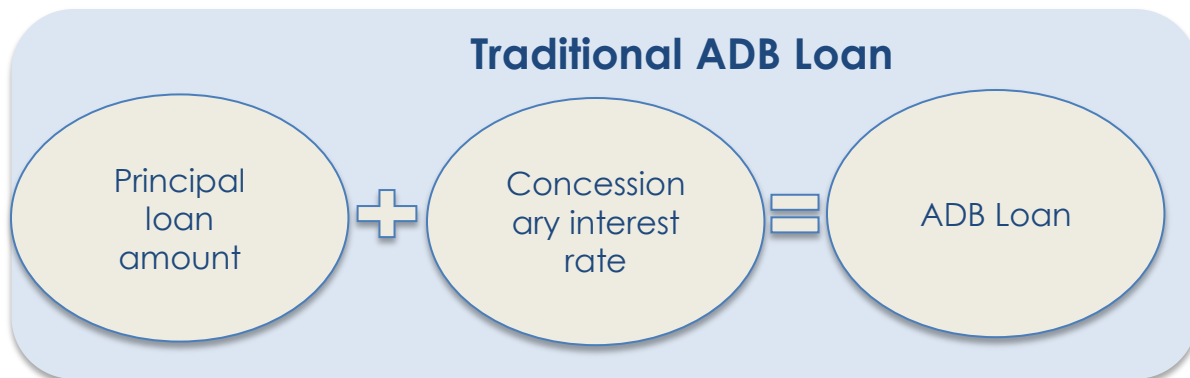 Traditional ADB Loan
Principal
loan
amount
Concession
ary interest
rate
ADB Loan